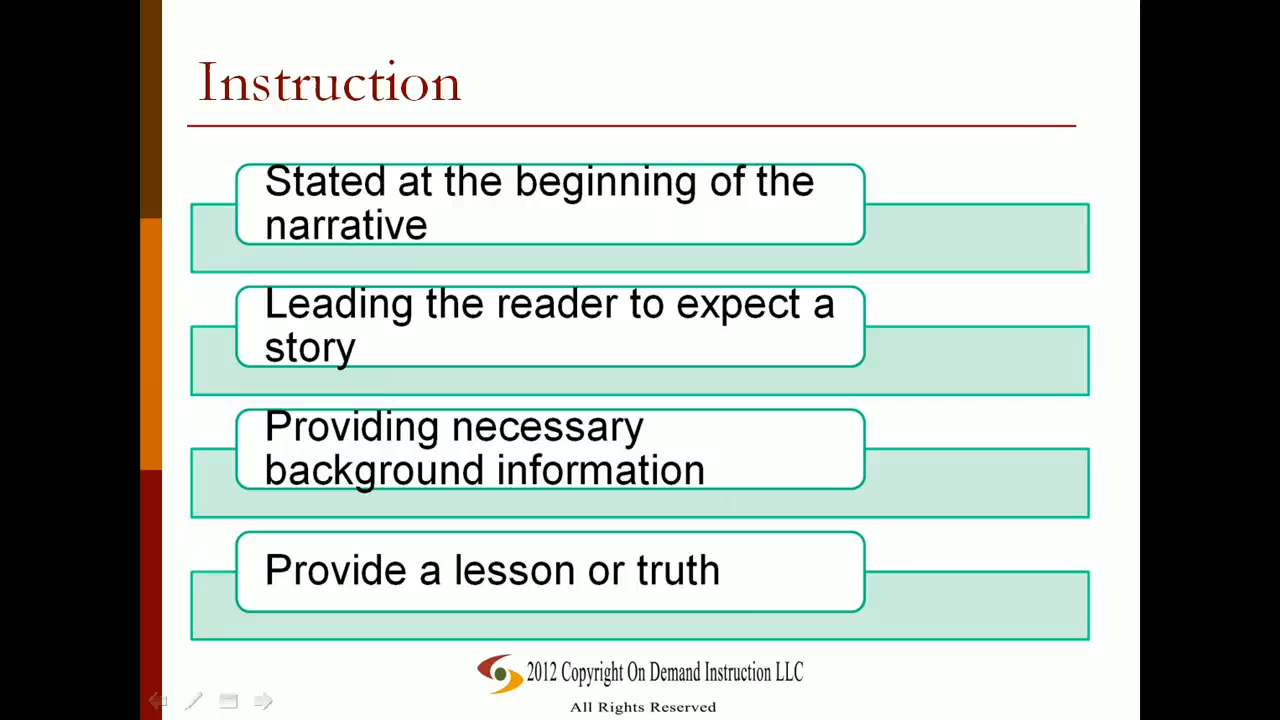 Instruction
Stated at the beginning of the
narrative
Leading the reader to expect a
story
Providing necessary
background information
Provide a lesson or truth
2012 Copyright On Demand Instruction LLC
All Rights Reserved